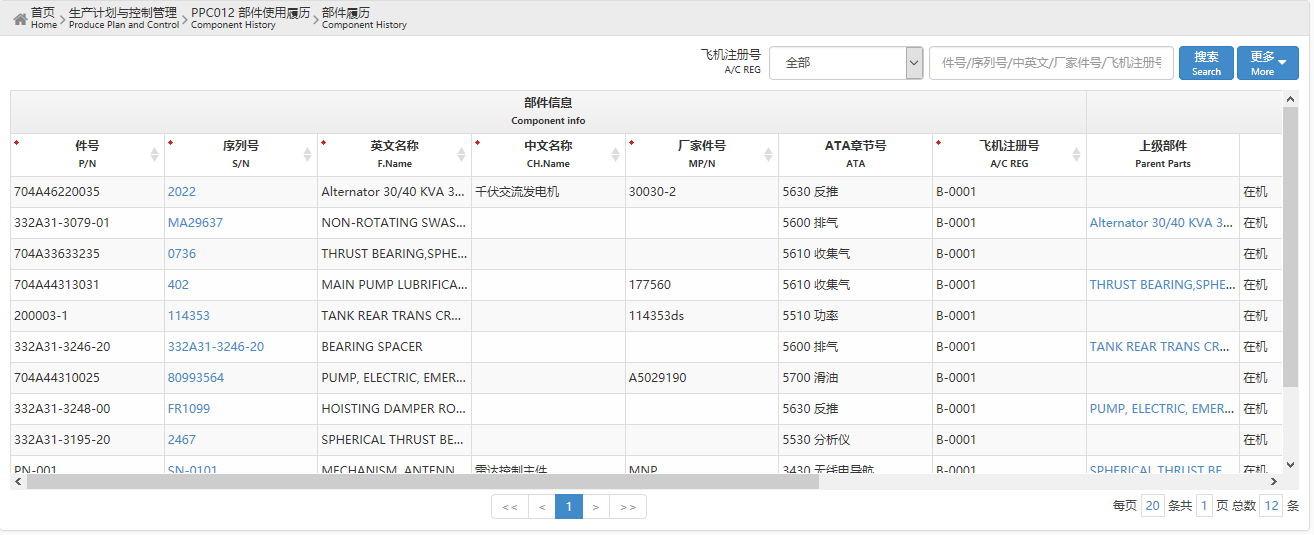 首页 生产计划与控制管理 PPC012 部件使用履历 部件履历
Home Produce Plan and Control Component History Component History
飞机注册号 全部 件号/序列号/中英文/厂家件号/飞机注册号 搜索 更多
A/C REG Search More
部件信息
Component info
件号 序列号 英文名称 中文名称 厂家件号 ATA章节号 飞机注册号 上级部件
P/N S/N F.Name CH.Name MP/N ATA A/C REG Parent Parts
704A46220035 2022 Alternator 30/40 KVA 3... 千伏交流发电机 30030-2 5630 反推 B-0001 在机
332A31-3079-01 MA29637 NON-ROTATING SWAS... 5600 排气 B-0001 Alternator 30/40 KVA 3... 在机
704A33633235 0736 THRUST BEARING,SPHE... 5610 收集气 B-0001 在机
704A44313031 402 MAIN PUMP LUBRIFICA... 177560 5610 收集气 B-0001 THRUST BEARING,SPHE... 在机
200003-1 114353 TANK REAR TRANS CR... 114353ds 5510 功率 B-0001 在机
332A31-3246-20 332A31-3246-20 BEARING SPACER 5600 排气 B-0001 TANK REAR TRANS CR... 在机
704A44310025 80993564 PUMP, ELECTRIC, EMER... A5029190 5700 滑油 B-0001 在机
332A31-3248-00 FR1099 HOISTING DAMPER RO... 5630 反推 B-0001 PUMP, ELECTRIC, EMER... 在机
332A31-3195-20 2467 SPHERICAL THRUST BE... 5530 分析仪 B-0001 在机
PN-001 SN-0101 MECHANISM, ANTENN... 雷达控制主件 MNP 3430 无线电导航 B-0001 SPHERICAL THRUST BE... 在机
<< < 1 > >> 每页 20 条共 1 页 总数 12 条